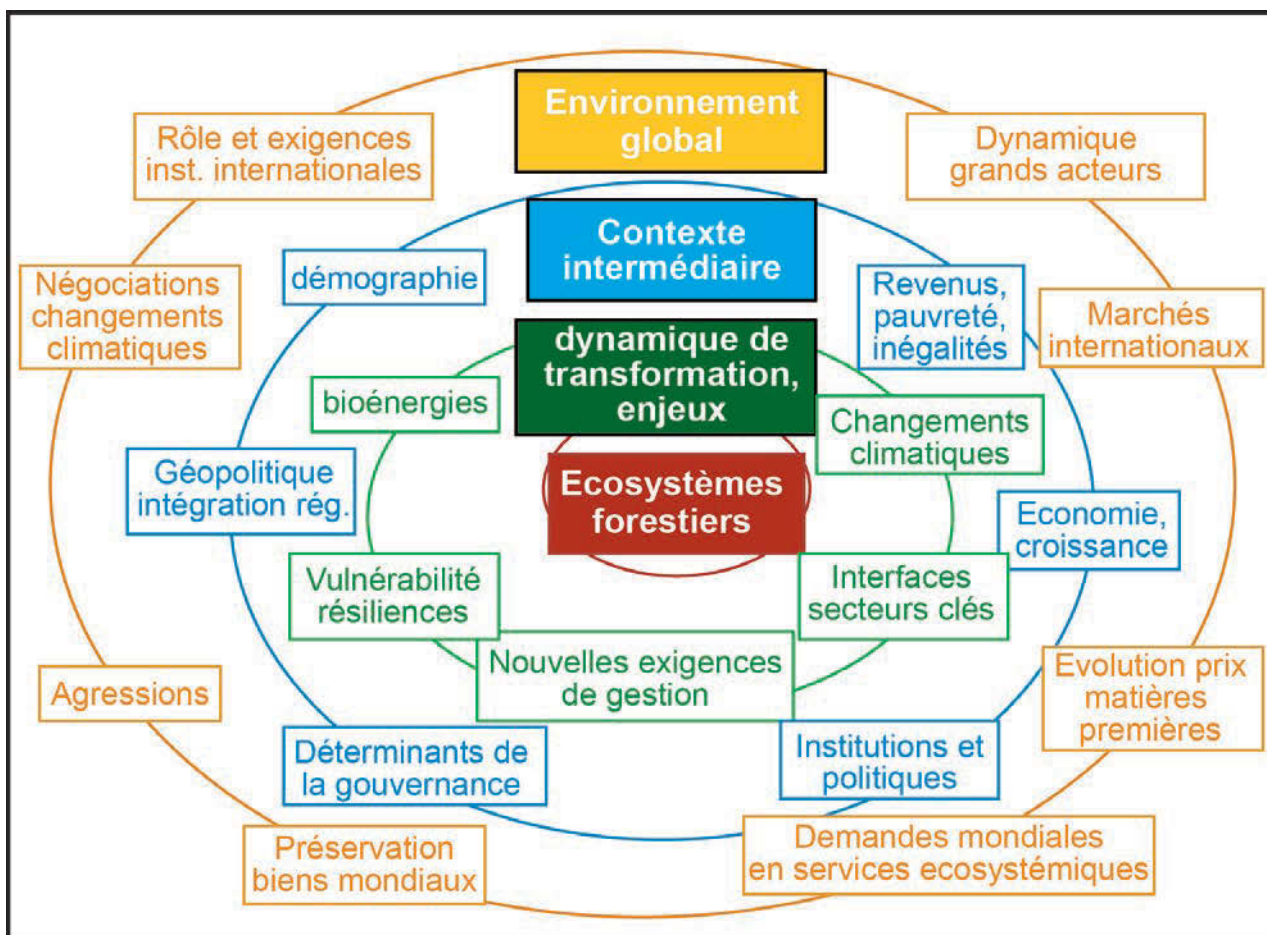 Environnement
global
Rôle et exigences
inst. internationales
Dynamique
grands acteurs
Contexte
intermédiaire
démographie
Revenus,
pauvreté,
inégalités
Négociations
changements
climatiques
Marchés
internationaux
dynamique de
transformation,
enjeux
bioénergies
Changements
climatiques
Géopolitique
intégration rég.
Ecosystèmes
forestiers
Economie,
croissance
Vulnérabilité
résiliences
Interfaces
secteurs clés
Nouvelles exigences
de gestion
Agressions
Evolution prix
matières
premières
Déterminants de
la gouvernance
Institutions et
politiques
Préservation
biens mondiaux
Demandes mondiales
en services ecosystémiques